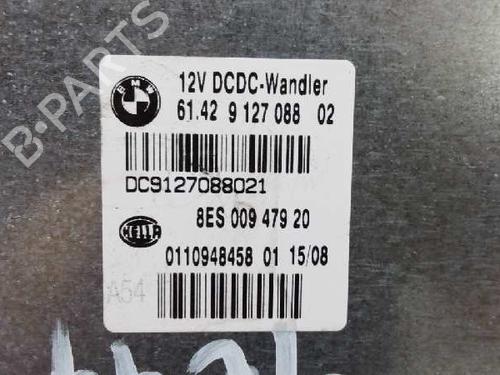 BMW
12V DCDC-Wandler
61.42 9 127 088 02
DC9127088021
8ES 009 479 20
HELLA
0110948458 01 15/08
A54
B-PARTS